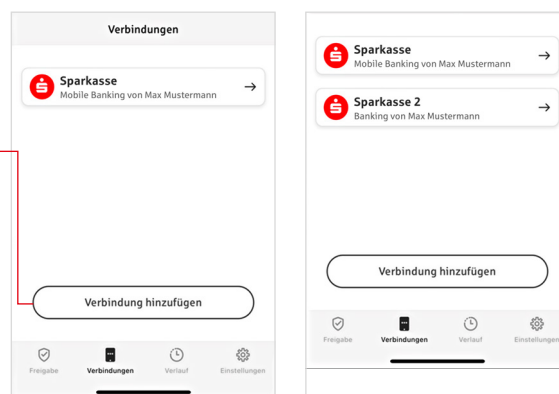 Verbindungen
Sparkasse
Mobile Banking von Max Mustermann
Verbindung hinzufügen
Freigabe
Verbindungen
Verlauf
Einstellungen
Sparkasse
Mobile Banking von Max Mustermann
Sparkasse 2
Banking von Max Mustermann
Verbindung hinzufügen
Freigabe
Verbindungen
Verlauf
Einstellungen